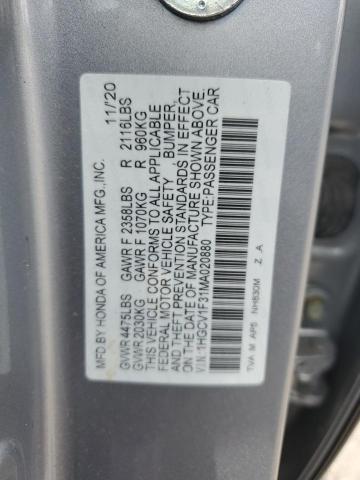 MFD. BY HONDA OF AMERICA MFG.,INC. 11/'20
GVWR 4475LBS GAWR F 2358LBS R 2116LBS
GVWR 2030KG GAWR F 1070KG R 960KG
THIS VEHICLE CONFORMS TO ALL APPLICABLE
FEDERAL MOTOR VEHICLE SAFETY, BUMPER,
AND THEFT PREVENTION STANDARDS IN EFFECT
ON THE DATE OF MANUFACTURE SHOWN ABOVE.
V.I.N.:1HGCV1F31MA020880 TYPE:PASSENGER CAR
TVA M AP5 NH830M Z A